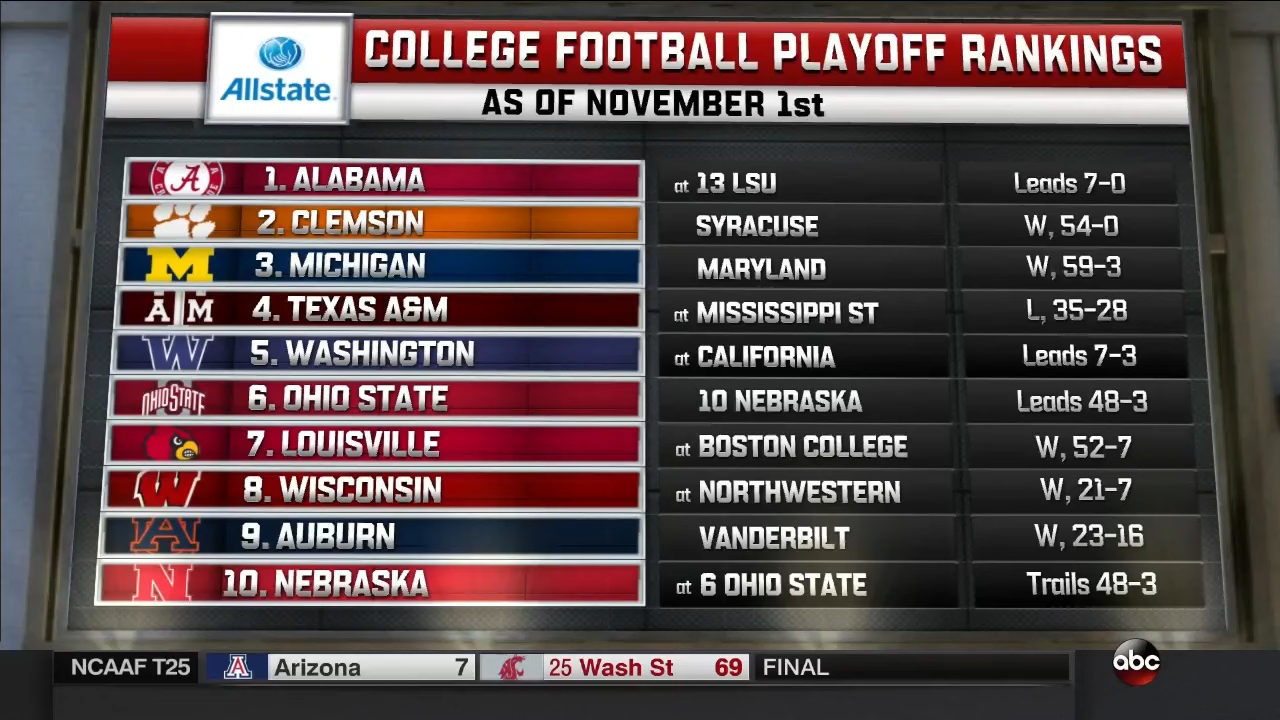 Allstate
COLLEGE FOOTBALL PLAYOFF RANKINGS
AS OF NOVEMBER 1st
A 1. ALABAMA at 13 LSU Leads 7-0
2. CLEMSON SYRACUSE W, 54-0
M 3. MICHIGAN MARYLAND W, 59-3
ATM 4. TEXAS A&M at MISSISSIPPI ST L, 35-28
W 5. WASHINGTON at CALIFORNIA Leads 7-3
OHIO STATE 6. OHIO STATE 10 NEBRASKA Leads 48-3
7. LOUISVILLE at BOSTON COLLEGE W, 52-7
W 8. WISCONSIN at NORTHWESTERN W, 21-7
AU 9. AUBURN VANDERBILT W, 23-16
N 10. NEBRASKA at 6 OHIO STATE Trails 48-3
NCAAF T25 A Arizona 7 25 Wash St 69 FINAL
abc